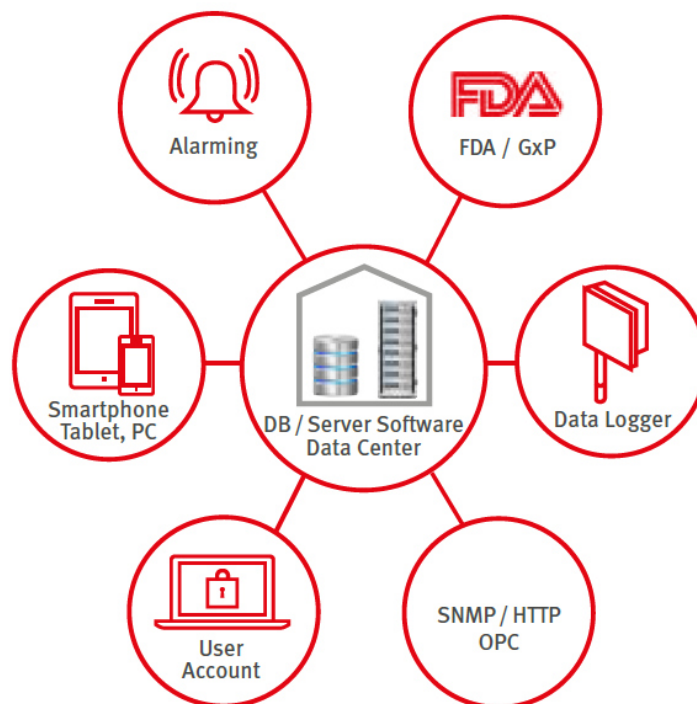 Alarming
FDA
FDA / GxP
Smartphone
Tablet, PC
DB / Server Software
Data Center
Data Logger
User
Account
SNMP / HTTP
OPC